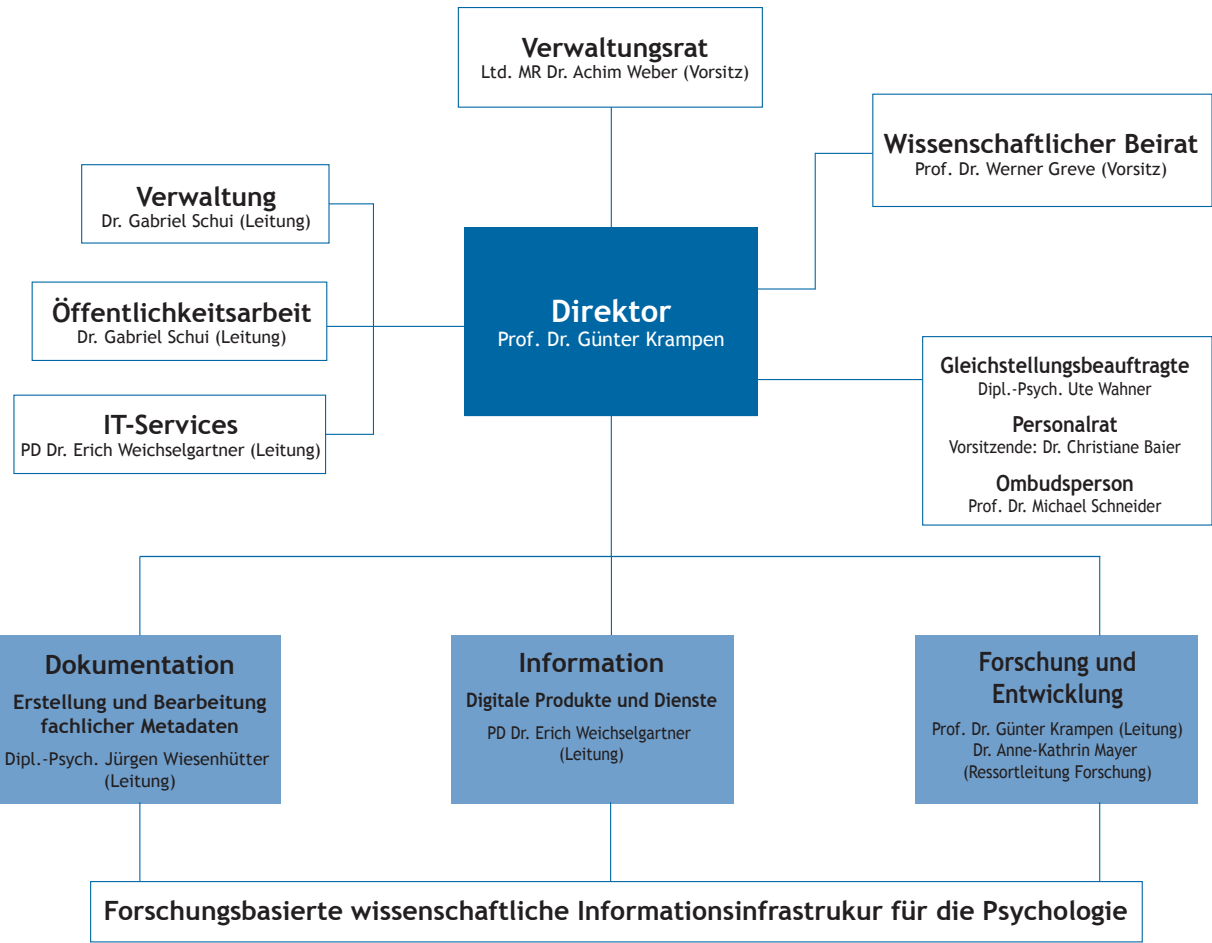 Verwaltungsrat
Ltd. MR Dr. Achim Weber (Vorsitz)
Wissenschaftlicher Beirat
Prof. Dr. Werner Greve (Vorsitz)
Verwaltung
Dr. Gabriel Schui (Leitung)
Öffentlichkeitsarbeit
Dr. Gabriel Schui (Leitung)
IT-Services
PD Dr. Erich Weichselgartner (Leitung)
Direktor
Prof. Dr. Günter Krampen
Gleichstellungsbeauftragte
Dipl.-Psych. Ute Wahner
Personalrat
Vorsitzende: Dr. Christiane Baier
Ombudsperson
Prof. Dr. Michael Schneider
Dokumentation
Erstellung und Bearbeitung
fachlicher Metadaten
Dipl.-Psych. Jürgen Wiesenhütter
(Leitung)
Information
Digitale Produkte und Dienste
PD Dr. Erich Weichselgartner
(Leitung)
Forschung und
Entwicklung
Prof. Dr. Günter Krampen (Leitung)
Dr. Anne-Kathrin Mayer
(Ressortleitung Forschung)
Forschungsbasierte wissenschaftliche Informationsinfrastrukur für die Psychologie